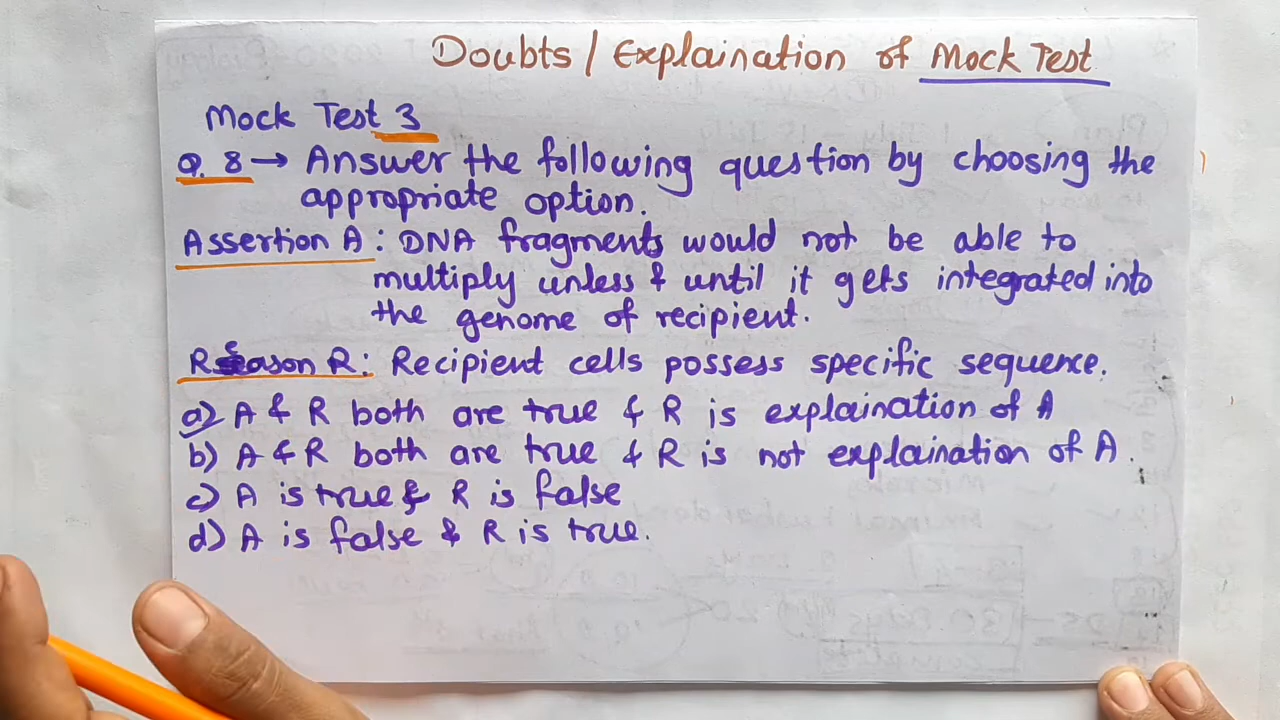 Doubts / Explaination of Mock Test
Mock Test 3
Q. 8 → Answer the following question by choosing the
appropriate option.
Assertion A : DNA fragments would not be able to
multiply unless & until it gets integrated into
the genome of recipient.
Reason R : Recipient cells possess specific sequence.
a) A & R both are true & R is explaination of A
b) A & R both are true & R is not explaination of A.
c) A is true & R is false
d) A is false & R is true.